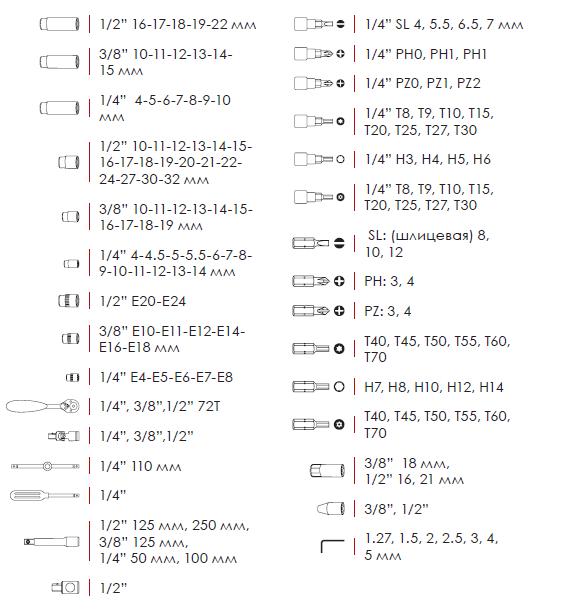 1/2” 16-17-18-19-22 мм
3/8” 10-11-12-13-14-
15 мм
1/4”  4-5-6-7-8-9-10
мм
1/2” 10-11-12-13-14-15-
16-17-18-19-20-21-22-
24-27-30-32 мм
3/8” 10-11-12-13-14-15-
16-17-18-19 мм
1/4” 4-4.5-5-5.5-6-7-8-
9-10-11-12-13-14 мм
1/2” E20-E24
3/8” E10-E11-E12-E14-
E16-E18 мм
1/4” E4-E5-E6-E7-E8
1/4”, 3/8”,1/2” 72T
1/4”, 3/8”,1/2”
1/4” 110 мм
1/4”
1/2” 125 мм, 250 мм,
3/8” 125 мм,
1/4” 50 мм, 100 мм
1/2”
1/4” SL 4, 5.5, 6.5, 7 мм
1/4” PH0, PH1, PH1
1/4” PZ0, PZ1, PZ2
1/4” T8, T9, T10, T15,
T20, T25, T27, T30
1/4” H3, H4, H5, H6
1/4” T8, T9, T10, T15,
T20, T25, T27, T30
SL: (шлицевая) 8,
10, 12
PH: 3, 4
PZ: 3, 4
T40, T45, T50, T55, T60,
T70
H7, H8, H10, H12, H14
T40, T45, T50, T55, T60,
T70
3/8”  18 мм,
1/2” 16, 21 мм
3/8”, 1/2”
1.27, 1.5, 2, 2.5, 3, 4,
5 мм